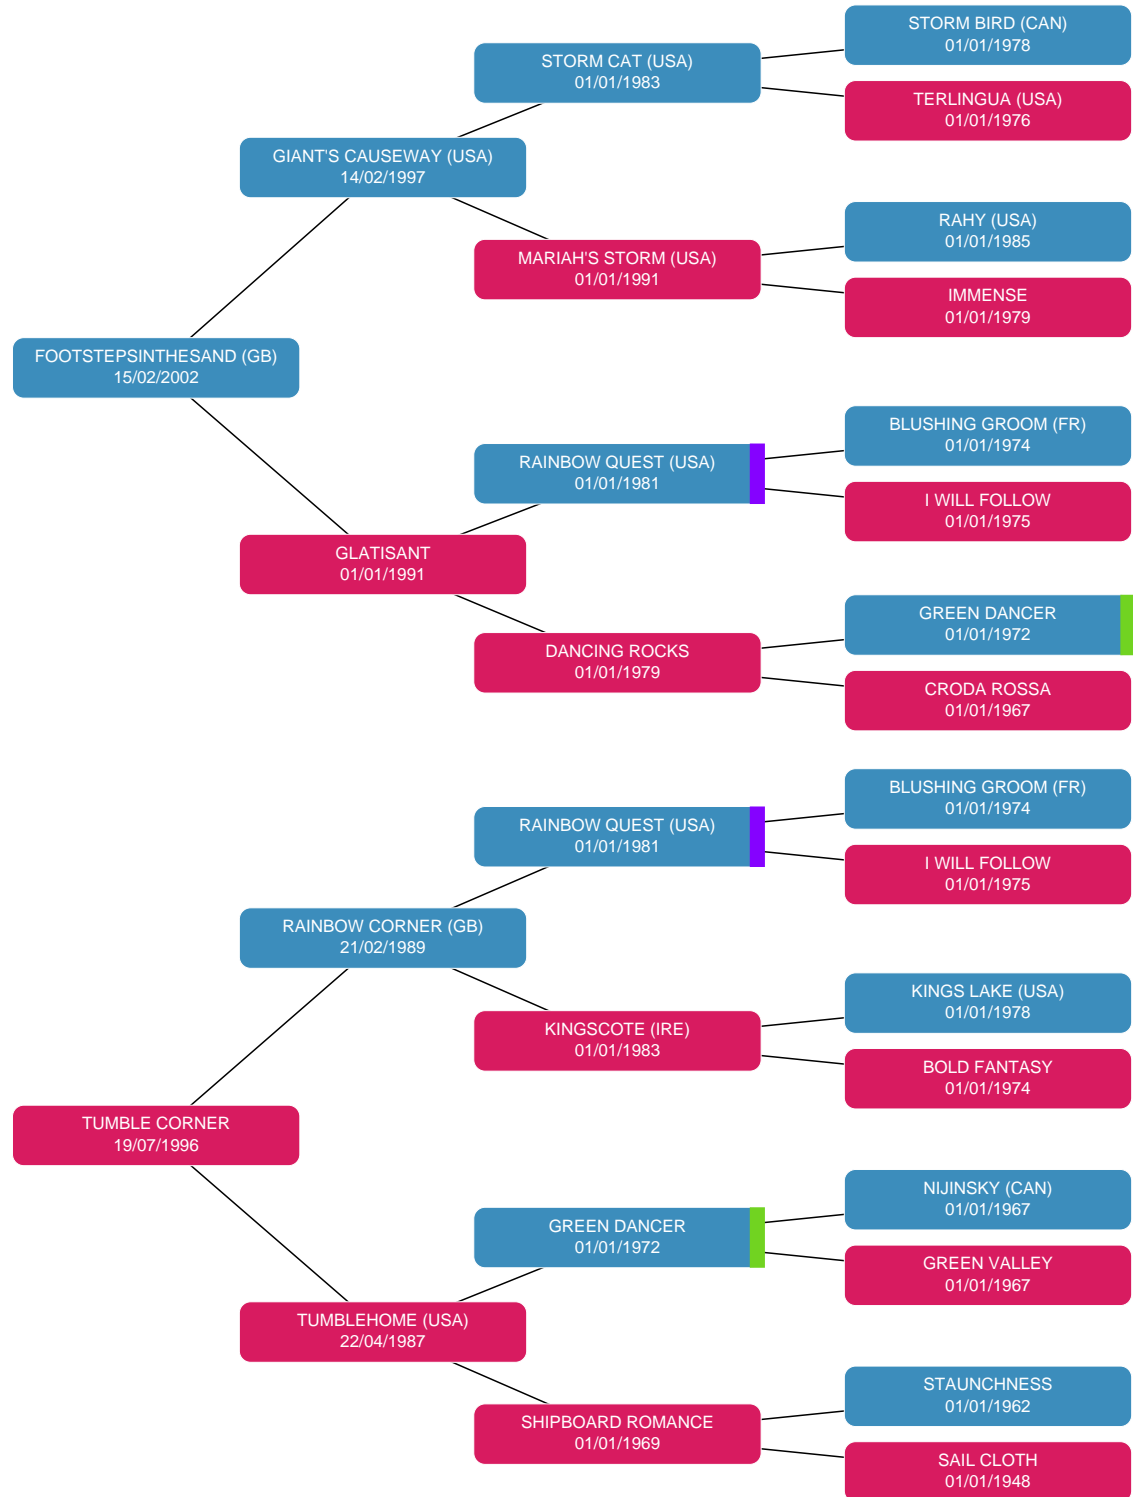 STORM BIRD (CAN)
01/01/1978
STORM CAT (USA)
01/01/1983
TERLINGUA (USA)
01/01/1976
GIANT'S CAUSEWAY (USA)
14/02/1997
RAHY (USA)
01/01/1985
MARIAH'S STORM (USA)
01/01/1991
IMMENSE
01/01/1979
FOOTSTEPSINTHESAND (GB)
15/02/2002
BLUSHING GROOM (FR)
01/01/1974
RAINBOW QUEST (USA)
01/01/1981
I WILL FOLLOW
01/01/1975
GLATISANT
01/01/1991
GREEN DANCER
01/01/1972
DANCING ROCKS
01/01/1979
CRODA ROSSA
01/01/1967
BLUSHING GROOM (FR)
01/01/1974
RAINBOW QUEST (USA)
01/01/1981
I WILL FOLLOW
01/01/1975
RAINBOW CORNER (GB)
21/02/1989
KINGS LAKE (USA)
01/01/1978
KINGSCOTE (IRE)
01/01/1983
BOLD FANTASY
01/01/1974
TUMBLE CORNER
19/07/1996
NIJINSKY (CAN)
01/01/1967
GREEN DANCER
01/01/1972
GREEN VALLEY
01/01/1967
TUMBLEHOME (USA)
22/04/1987
STAUNCHNESS
01/01/1962
SHIPBOARD ROMANCE
01/01/1969
SAIL CLOTH
01/01/1948